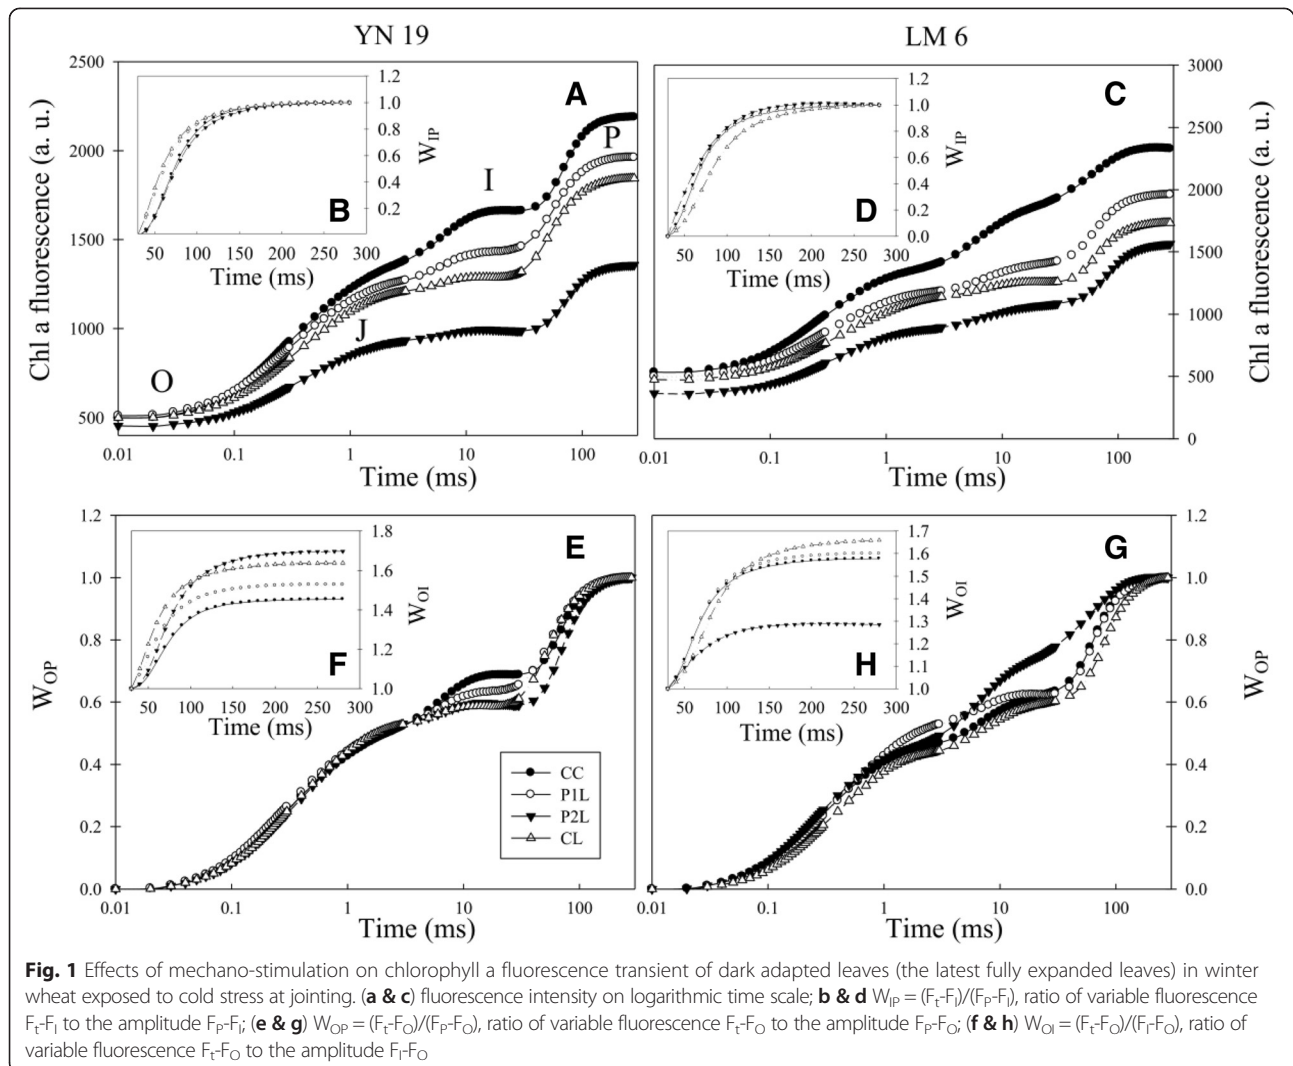 YN 19
LM 6
Chl a fluorescence (a. u.)
2500
2000
1500
1000
500
0.01 0.1 1 10 100
Time (ms)
A
O
J
I
P
1.2
1.0
0.8
0.6
0.4
0.2
W_IP
B
50 100 150 200 250 300
Time (ms)
C
3000
2500
2000
1500
1000
500
0
Chl a fluorescence (a. u.)
0.01 0.1 1 10 100
Time (ms)
1.2
1.0
0.8
0.6
0.4
0.2
0.0
W_IP
D
50 100 150 200 250 300
Time (ms)
W_OP
1.2
1.0
0.8
0.6
0.4
0.2
0.0
0.01 0.1 1 10 100
Time (ms)
E
1.8
1.6
1.4
1.2
1.0
W_OI
F
50 100 150 200 250 300
Time (ms)
CC
P1L
P2L
CL
G
1.2
1.0
0.8
0.6
0.4
0.2
0.0
W_OP
0.01 0.1 1 10 100
Time (ms)
1.7
1.6
1.5
1.4
1.3
1.2
1.1
1.0
W_OI
H
50 100 150 200 250 300
Time (ms)
Fig. 1 Effects of mechano-stimulation on chlorophyll a fluorescence transient of dark adapted leaves (the latest fully expanded leaves) in winter
wheat exposed to cold stress at jointing. (a & c) fluorescence intensity on logarithmic time scale; b & d W_IP = (F_t-F_I)/(F_P-F_I), ratio of variable fluorescence
F_t-F_I to the amplitude F_P-F_I; (e & g) W_OP = (F_t-F_O)/(F_P-F_O), ratio of variable fluorescence F_t-F_O to the amplitude F_P-F_O; (f & h) W_OI = (F_t-F_O)/(F_I-F_O), ratio of
variable fluorescence F_t-F_O to the amplitude F_I-F_O